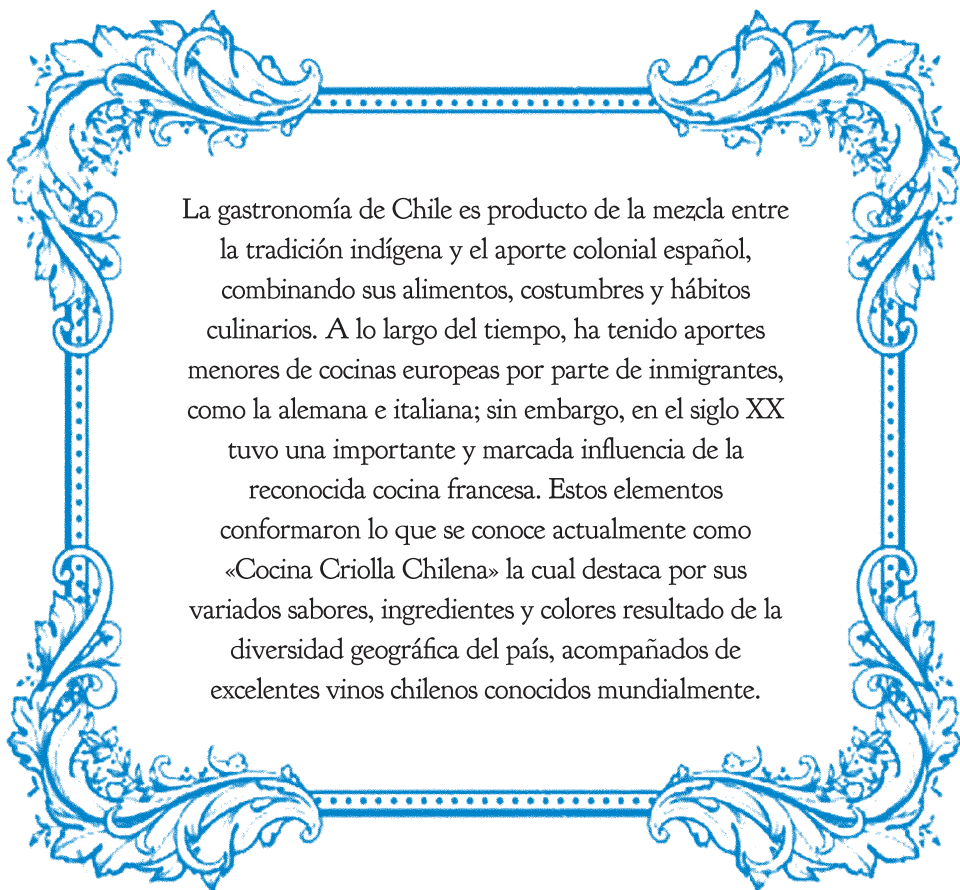 La gastronomía de Chile es producto de la mezcla entre
la tradición indígena y el aporte colonial español,
combinando sus alimentos, costumbres y hábitos
culinarios. A lo largo del tiempo, ha tenido aportes
menores de cocinas europeas por parte de inmigrantes,
como la alemana e italiana; sin embargo, en el siglo XX
tuvo una importante y marcada influencia de la
reconocida cocina francesa. Estos elementos
conformaron lo que se conoce actualmente como
«Cocina Criolla Chilena» la cual destaca por sus
variados sabores, ingredientes y colores resultado de la
diversidad geográfica del país, acompañados de
excelentes vinos chilenos conocidos mundialmente.